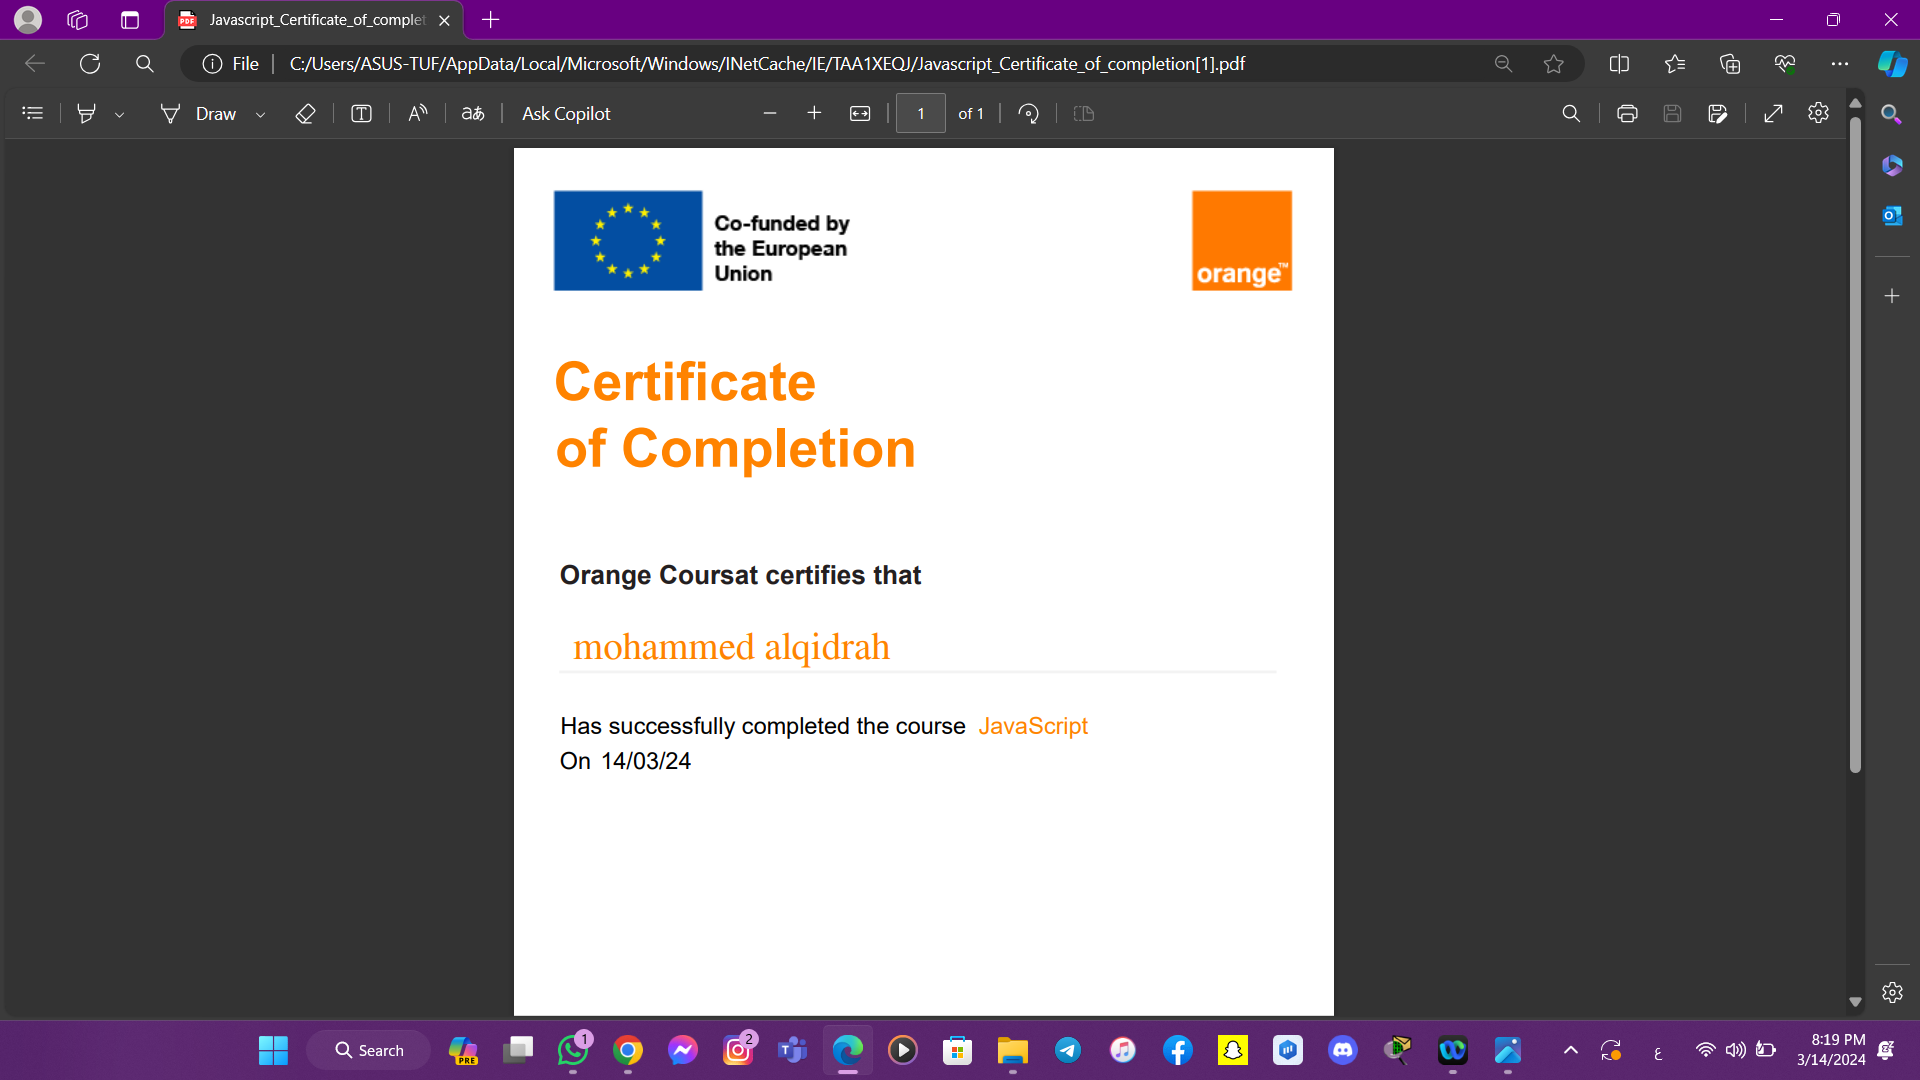 Javascript_Certificate_of_complet
File
C:/Users/ASUS-TUF/AppData/Local/Microsoft/Windows/INetCache/IE/TAA1XEQJ/Javascript_Certificate_of_completion[1].pdf
Draw
Ask Copilot
1
of 1
Co-funded by
the European
Union
orange™
Certificate
of Completion
Orange Coursat certifies that
mohammed alqidrah
Has successfully completed the course JavaScript
On 14/03/24
Search
PRE
1
2
ع
8:19 PM
3/14/2024